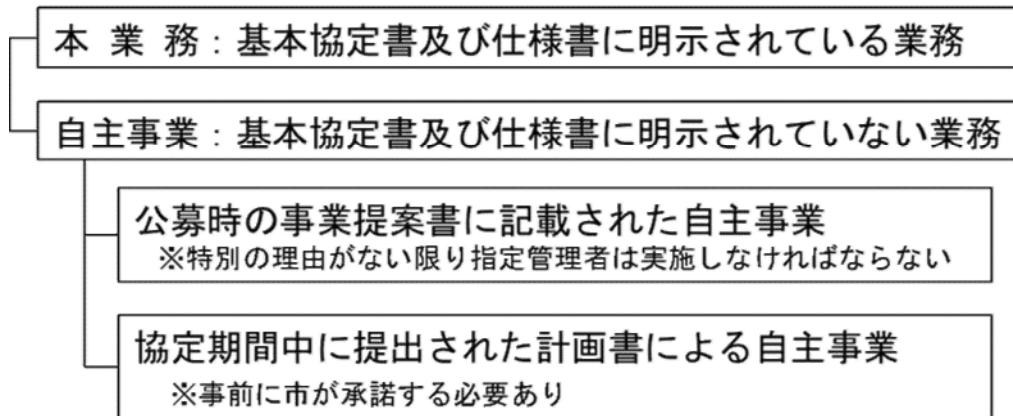 本 業 務：基本協定書及び仕様書に明示されている業務
自主事業：基本協定書及び仕様書に明示されていない業務
公募時の事業提案書に記載された自主事業
※特別の理由がない限り指定管理者は実施しなければならない
協定期間中に提出された計画書による自主事業
※事前に市が承諾する必要あり